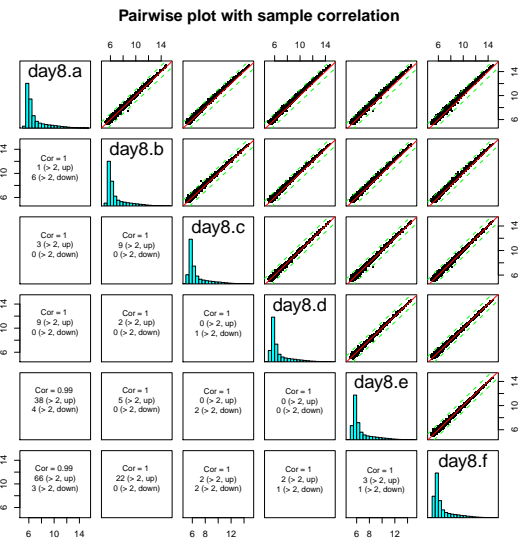 Pairwise plot with sample correlation
6 10 14
6 10 14
6 10 14
day8.a
6 10 14
6 10 14
Cor = 1
1 (> 2, up)
6 (> 2, down)
day8.b
Cor = 1
3 (> 2, up)
0 (> 2, down)
Cor = 1
9 (> 2, up)
0 (> 2, down)
day8.c
6 10 14
6 10 14
Cor = 1
9 (> 2, up)
0 (> 2, down)
Cor = 1
2 (> 2, up)
0 (> 2, down)
Cor = 1
0 (> 2, up)
1 (> 2, down)
day8.d
Cor = 0.99
38 (> 2, up)
4 (> 2, down)
Cor = 1
5 (> 2, up)
0 (> 2, down)
Cor = 1
0 (> 2, up)
2 (> 2, down)
Cor = 1
0 (> 2, up)
0 (> 2, down)
day8.e
6 10 14
6 10 14
Cor = 0.99
66 (> 2, up)
3 (> 2, down)
Cor = 1
22 (> 2, up)
0 (> 2, down)
Cor = 1
2 (> 2, up)
2 (> 2, down)
Cor = 1
2 (> 2, up)
1 (> 2, down)
Cor = 1
3 (> 2, up)
1 (> 2, down)
day8.f
6 10 14
6 8 12
6 8 12